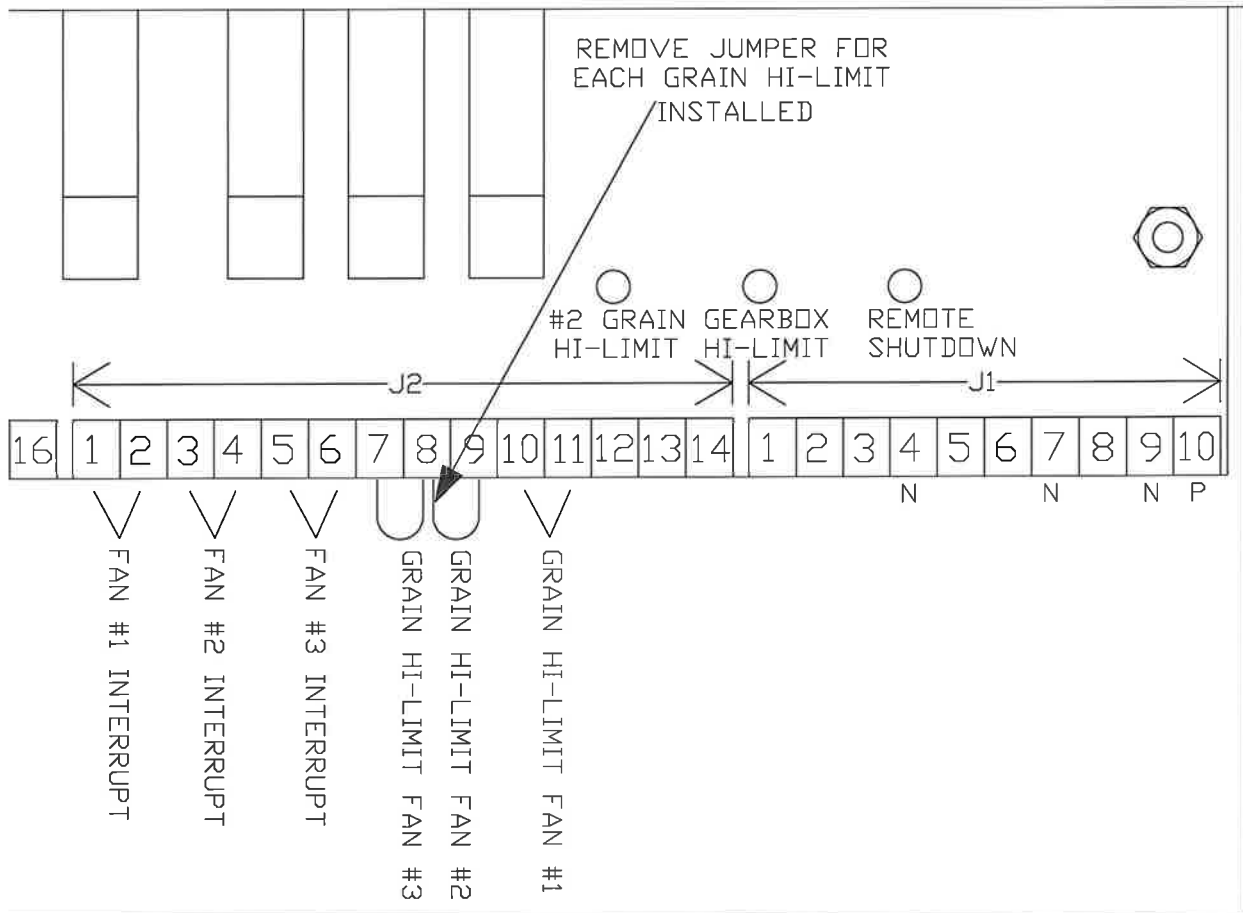 REMOVE JUMPER FOR
EACH GRAIN HI-LIMIT
INSTALLED
#2 GRAIN
HI-LIMIT
GEARBOX
HI-LIMIT
REMOTE
SHUTDOWN
J2
J1
16 1 2 3 4 5 6 7 8 9 10 11 12 13 14 1 2 3 4 5 6 7 8 9 10
N N N P
FAN #1 INTERRUPT
FAN #2 INTERRUPT
FAN #3 INTERRUPT
GRAIN HI-LIMIT FAN #3
GRAIN HI-LIMIT FAN #2
GRAIN HI-LIMIT FAN #1